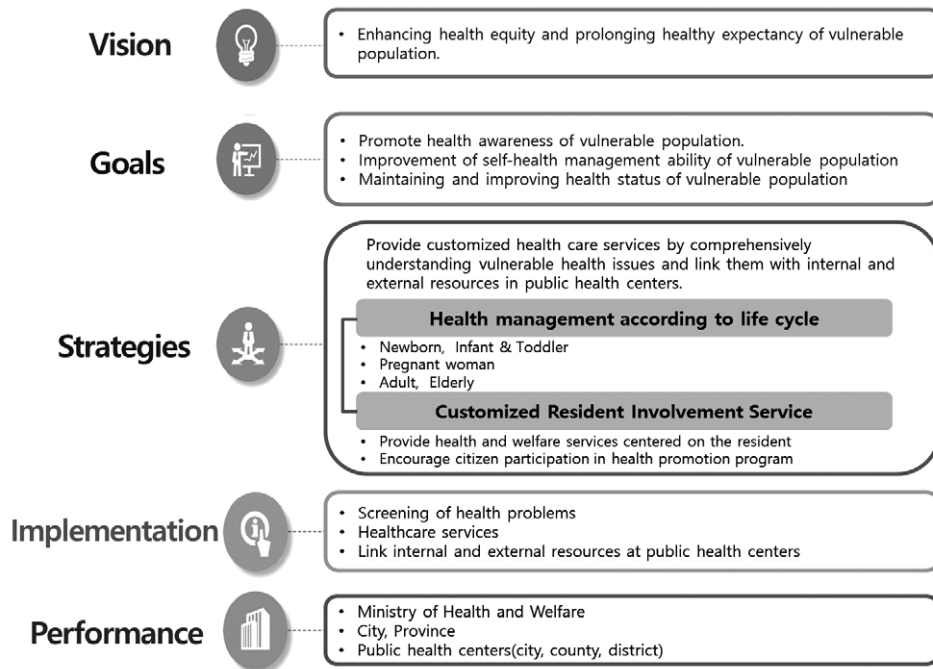 Vision
• Enhancing health equity and prolonging healthy expectancy of vulnerable
population.
Goals
• Promote health awareness of vulnerable population.
• Improvement of self-health management ability of vulnerable population
• Maintaining and improving health status of vulnerable population
Strategies
Provide customized health care services by comprehensively
understanding vulnerable health issues and link them with internal and
external resources in public health centers.
Health management according to life cycle
• Newborn, Infant & Toddler
• Pregnant woman
• Adult, Elderly
Customized Resident Involvement Service
• Provide health and welfare services centered on the resident
• Encourage citizen participation in health promotion program
Implementation
• Screening of health problems
• Healthcare services
• Link internal and external resources at public health centers
Performance
• Ministry of Health and Welfare
• City, Province
• Public health centers(city, county, district)